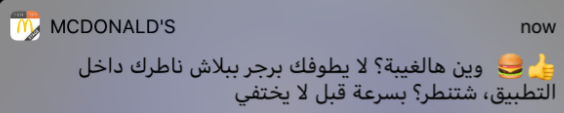 MCDONALD'S now
👍🍔 وين هالغيبة؟ لا يطوفك برجر ببلاش ناطرك داخل
التطبيق، شتنطر؟ بسرعة قبل لا يختفي